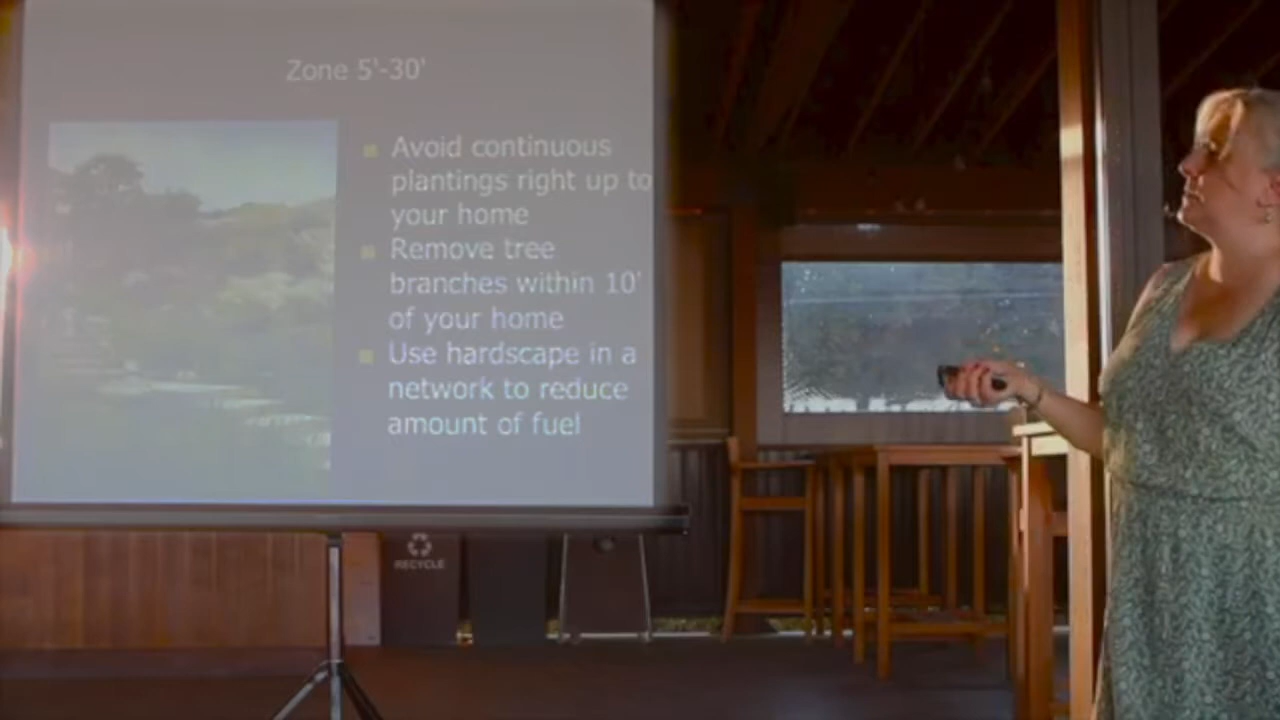 Zone 5'-30'
Avoid continuous
plantings right up to
your home
Remove tree
branches within 10'
of your home
Use hardscape in a
network to reduce
amount of fuel
RECYCLE